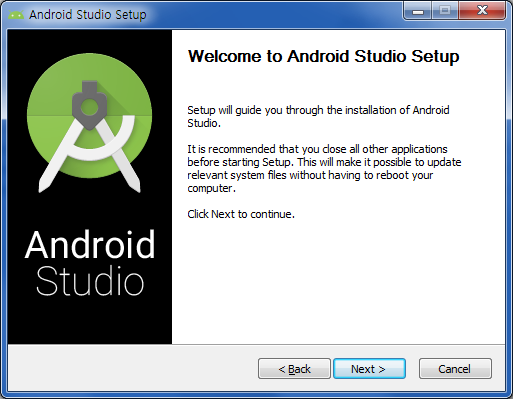 Android Studio Setup
Welcome to Android Studio Setup
Setup will guide you through the installation of Android
Studio.
It is recommended that you close all other applications
before starting Setup. This will make it possible to update
relevant system files without having to reboot your
computer.
Click Next to continue.
Android
Studio
< Back
Next >
Cancel